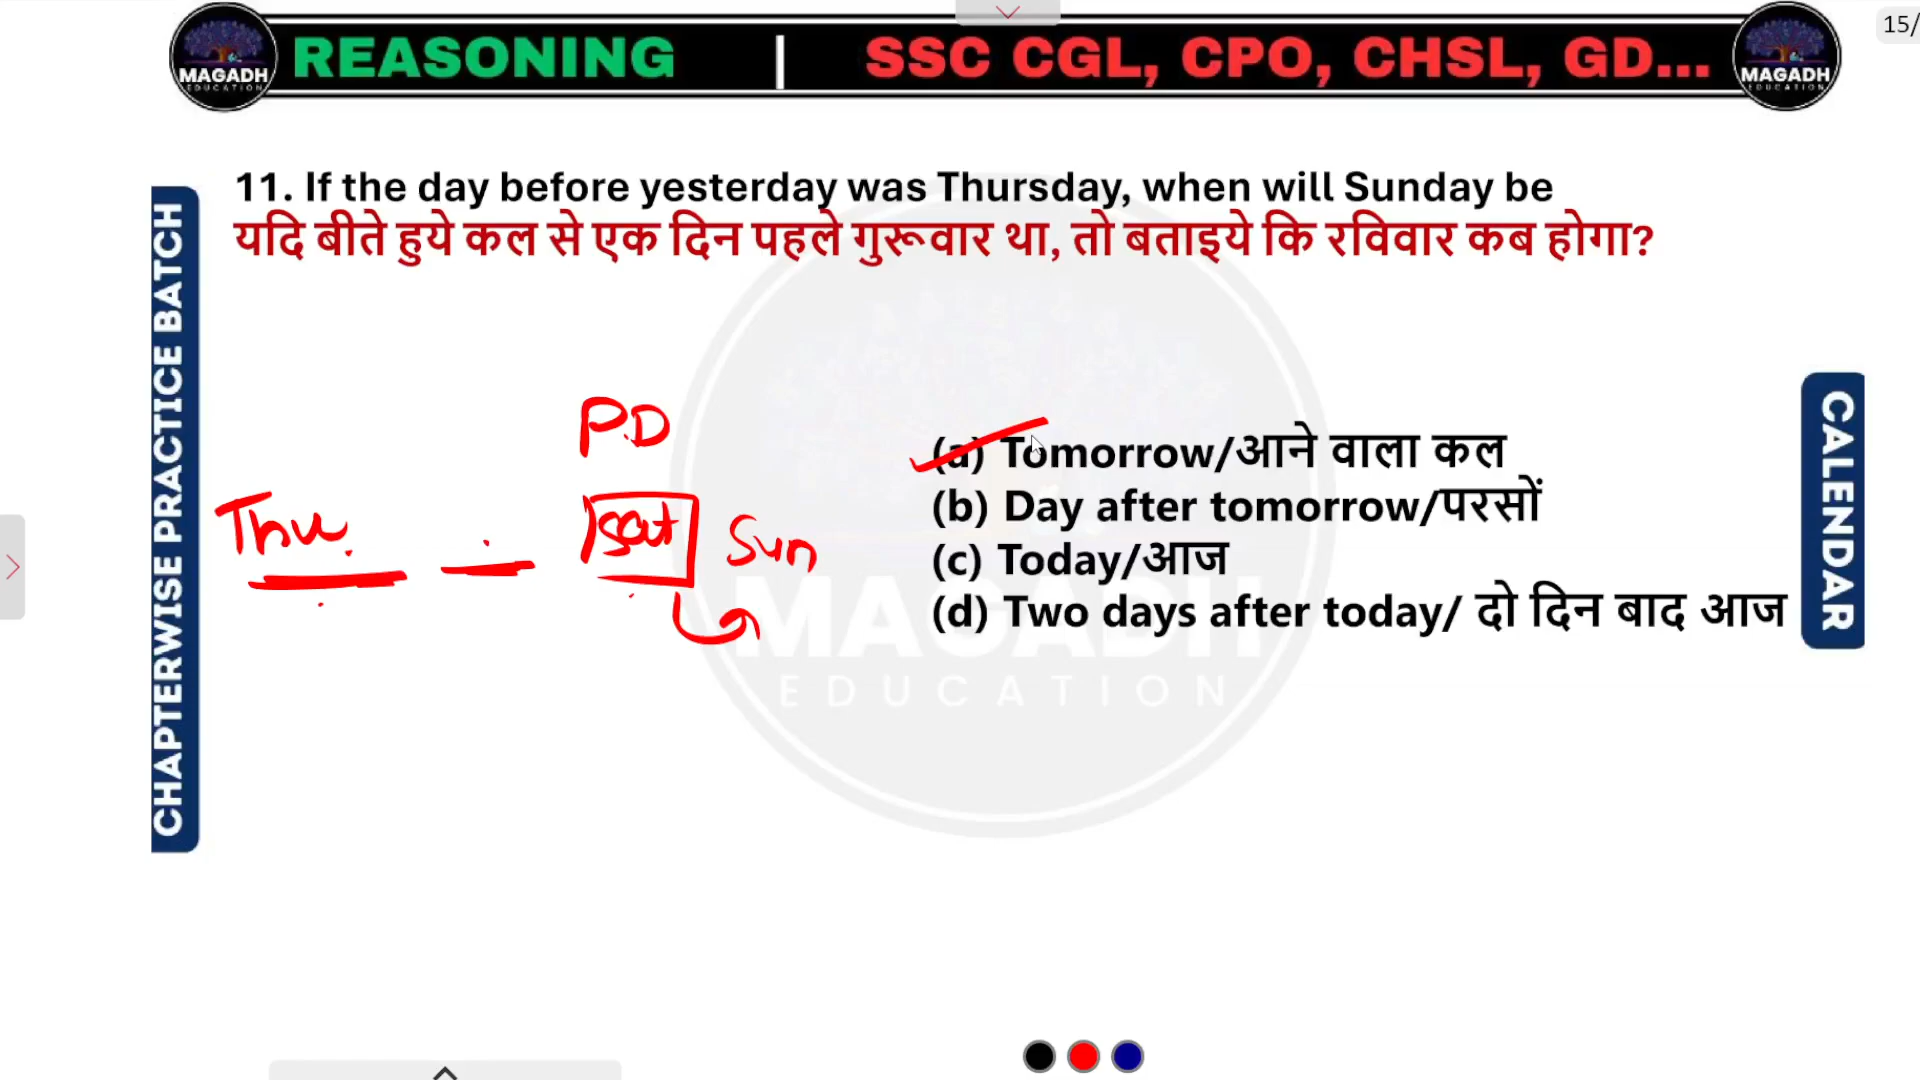 15/
MAGADH
EDUCATION
REASONING | SSC CGL, CPO, CHSL, GD...
MAGADH
EDUCATION
11. If the day before yesterday was Thursday, when will Sunday be
यदि बीते हुये कल से एक दिन पहले गुरूवार था, तो बताइये कि रविवार कब होगा?
CHAPTERWISE PRACTICE BATCH
P.D
Thu. Sat Sun
(a) Tomorrow/आने वाला कल
(b) Day after tomorrow/परसों
(c) Today/आज
(d) Two days after today/ दो दिन बाद आज
CALENDAR
MAGADH
EDUCATION